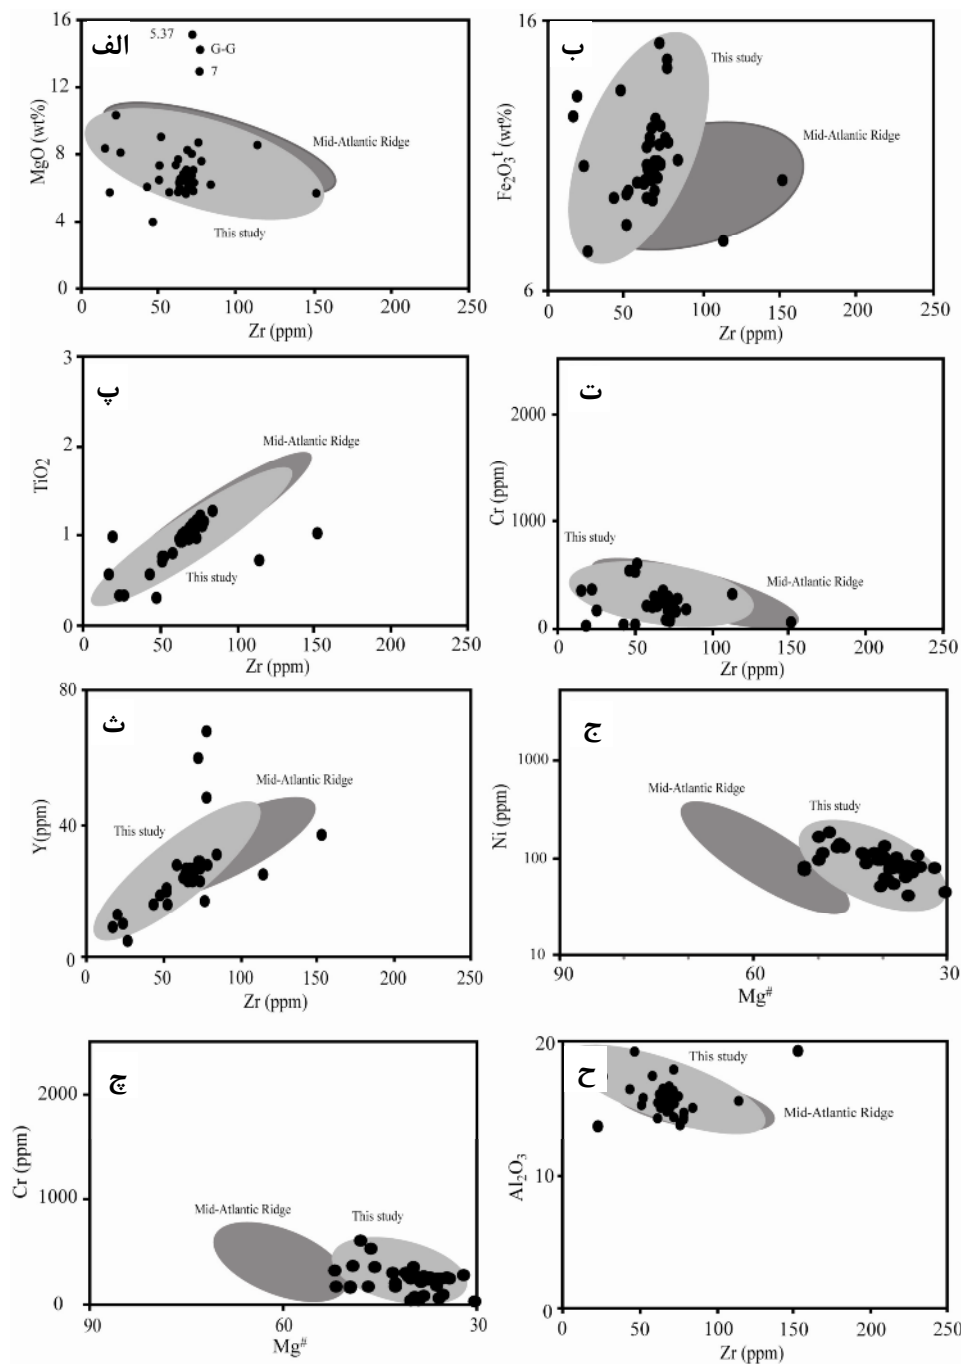 16
الف
5.37
G-G
7
12
8
4
0
MgO (wt%)
Mid-Atlantic Ridge
This study
0
50
100
150
200
250
Zr (ppm)
16
ب
This study
Mid-Atlantic Ridge
Fe2O3t (wt%)
6
0
50
100
150
200
250
Zr (ppm)
3
پ
2
1
0
TiO2
Mid-Atlantic Ridge
This study
0
50
100
150
200
250
Zr (ppm)
ت
2000
1000
0
Cr (ppm)
This study
Mid-Atlantic Ridge
0
50
100
150
200
250
Zr (ppm)
80
ث
40
0
Y(ppm)
Mid-Atlantic Ridge
This study
0
50
100
150
200
250
Zr (ppm)
ج
1000
100
10
Ni (ppm)
Mid-Atlantic Ridge
This study
90
60
30
Mg#
چ
2000
1000
0
Cr (ppm)
Mid-Atlantic Ridge
This study
90
60
30
Mg#
20
ح
10
0
Al2O3
This study
Mid-Atlantic Ridge
0
50
100
150
200
250
Zr (ppm)